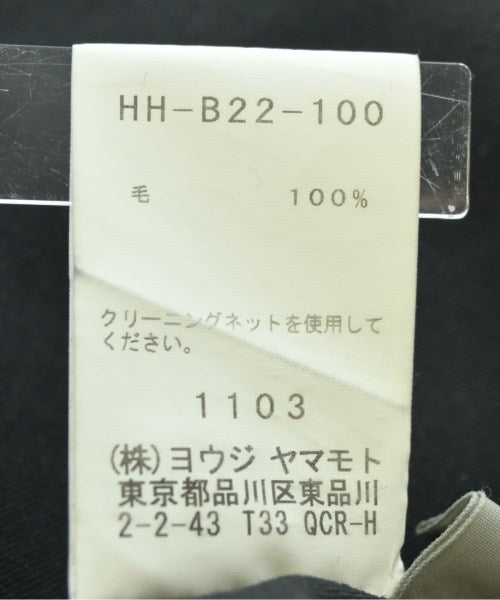 HH-B22-100
毛 100%
クリーニングネットを使用して
ください。
1103
(株)ヨウジ ヤマモト
東京都品川区東品川
2-2-43 T33 QCR-H